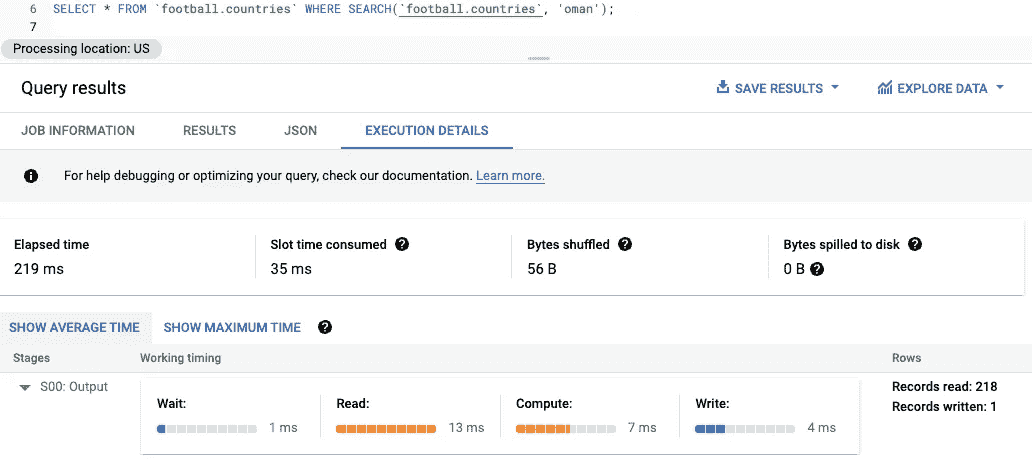 6 SELECT * FROM `football.countries` WHERE SEARCH(`football.countries`, 'oman');
7
Processing location: US
Query results SAVE RESULTS EXPLORE DATA
JOB INFORMATION RESULTS JSON EXECUTION DETAILS
For help debugging or optimizing your query, check our documentation. Learn more.
Elapsed time Slot time consumed ? Bytes shuffled ? Bytes spilled to disk ?
219 ms 35 ms 56 B 0 B ?
SHOW AVERAGE TIME SHOW MAXIMUM TIME ?
Stages Working timing Rows
S00: Output Wait: Read: Compute: Write: Records read: 218
1 ms 13 ms 7 ms 4 ms Records written: 1